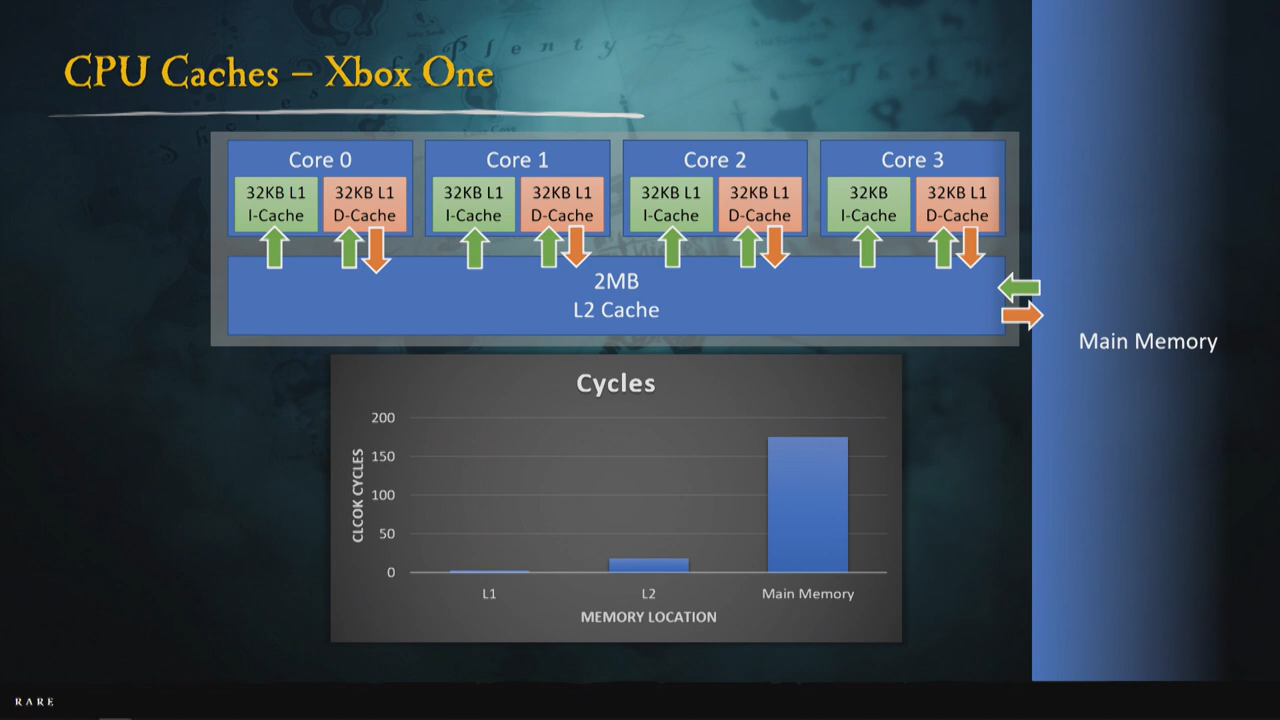 Plenty
CPU Caches – Xbox One
Core 0
32KB L1
I-Cache
32KB L1
D-Cache
Core 1
32KB L1
I-Cache
32KB L1
D-Cache
Core 2
32KB L1
I-Cache
32KB L1
D-Cache
Core 3
32KB
I-Cache
32KB L1
D-Cache
2MB
L2 Cache
Main Memory
Cycles
CLCOK CYCLES
200
150
100
50
0
L1
L2
Main Memory
MEMORY LOCATION
RARE